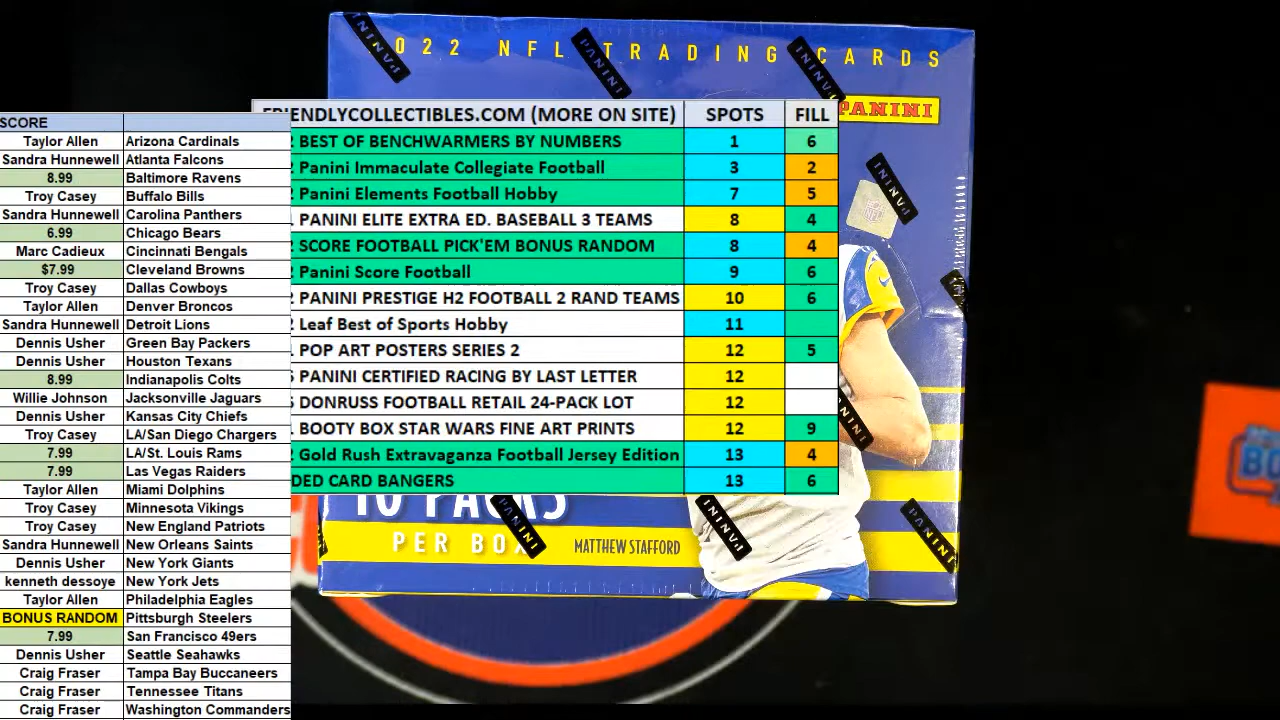 022 NFL TRADING CARDS
PANINI
PANINI
PANINI
PANINI
FRIENDLYCOLLECTIBLES.COM (MORE ON SITE) SPOTS FILL
BEST OF BENCHWARMERS BY NUMBERS 1 6
Panini Immaculate Collegiate Football 3 2
Panini Elements Football Hobby 7 5
PANINI ELITE EXTRA ED. BASEBALL 3 TEAMS 8 4
SCORE FOOTBALL PICK'EM BONUS RANDOM 8 4
Panini Score Football 9 6
PANINI PRESTIGE H2 FOOTBALL 2 RAND TEAMS 10 6
Leaf Best of Sports Hobby 11
POP ART POSTERS SERIES 2 12 5
PANINI CERTIFIED RACING BY LAST LETTER 12
DONRUSS FOOTBALL RETAIL 24-PACK LOT 12
BOOTY BOX STAR WARS FINE ART PRINTS 12 9
Gold Rush Extravaganza Football Jersey Edition 13 4
DED CARD BANGERS 13 6
SCORE
Taylor Allen Arizona Cardinals
Sandra Hunnewell Atlanta Falcons
8.99 Baltimore Ravens
Troy Casey Buffalo Bills
Sandra Hunnewell Carolina Panthers
6.99 Chicago Bears
Marc Cadieux Cincinnati Bengals
$7.99 Cleveland Browns
Troy Casey Dallas Cowboys
Taylor Allen Denver Broncos
Sandra Hunnewell Detroit Lions
Dennis Usher Green Bay Packers
Dennis Usher Houston Texans
8.99 Indianapolis Colts
Willie Johnson Jacksonville Jaguars
Dennis Usher Kansas City Chiefs
Troy Casey LA/San Diego Chargers
7.99 LA/St. Louis Rams
7.99 Las Vegas Raiders
Taylor Allen Miami Dolphins
Troy Casey Minnesota Vikings
Troy Casey New England Patriots
Sandra Hunnewell New Orleans Saints
Dennis Usher New York Giants
kenneth dessoye New York Jets
Taylor Allen Philadelphia Eagles
BONUS RANDOM Pittsburgh Steelers
7.99 San Francisco 49ers
Dennis Usher Seattle Seahawks
Craig Fraser Tampa Bay Buccaneers
Craig Fraser Tennessee Titans
Craig Fraser Washington Commanders
PANINI
PANINI
10 PACKS
PER BOX
MATTHEW STAFFORD
PANINI
PANINI
PANINI